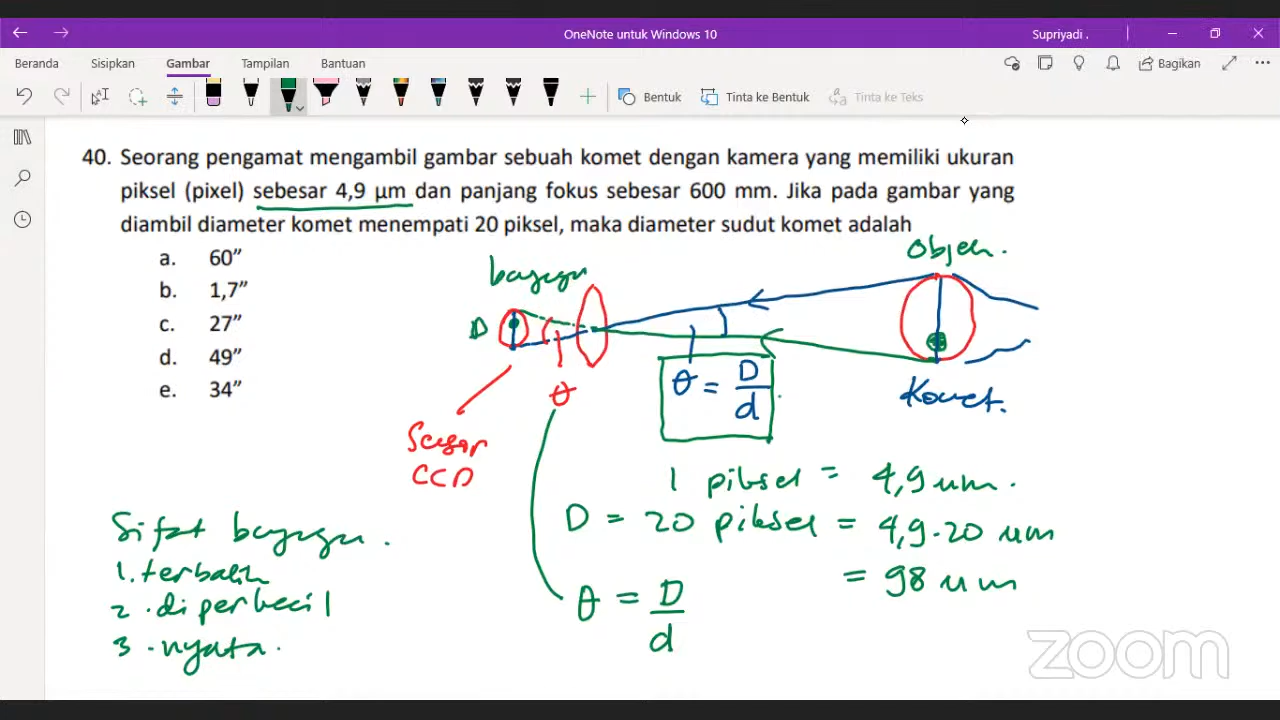 OneNote untuk Windows 10
Supriyadi .
Beranda Sisipkan Gambar Tampilan Bantuan
Bagikan
Bentuk Tinta ke Bentuk Tinta ke Teks
40. Seorang pengamat mengambil gambar sebuah komet dengan kamera yang memiliki ukuran
piksel (pixel) sebesar 4,9 µm dan panjang fokus sebesar 600 mm. Jika pada gambar yang
diambil diameter komet menempati 20 piksel, maka diameter sudut komet adalah
a. 60”
b. 1,7”
c. 27”
d. 49”
e. 34”
Objek.
bayangan
D
θ
θ = D/d
Komet.
Sensor
CCD
1 piksel = 4,9 um.
D = 20 piksel = 4,9.20 um
= 98 um
Sifat bayangan.
1. terbalik
2. diperkecil
3. nyata.
θ = D/d
zoom